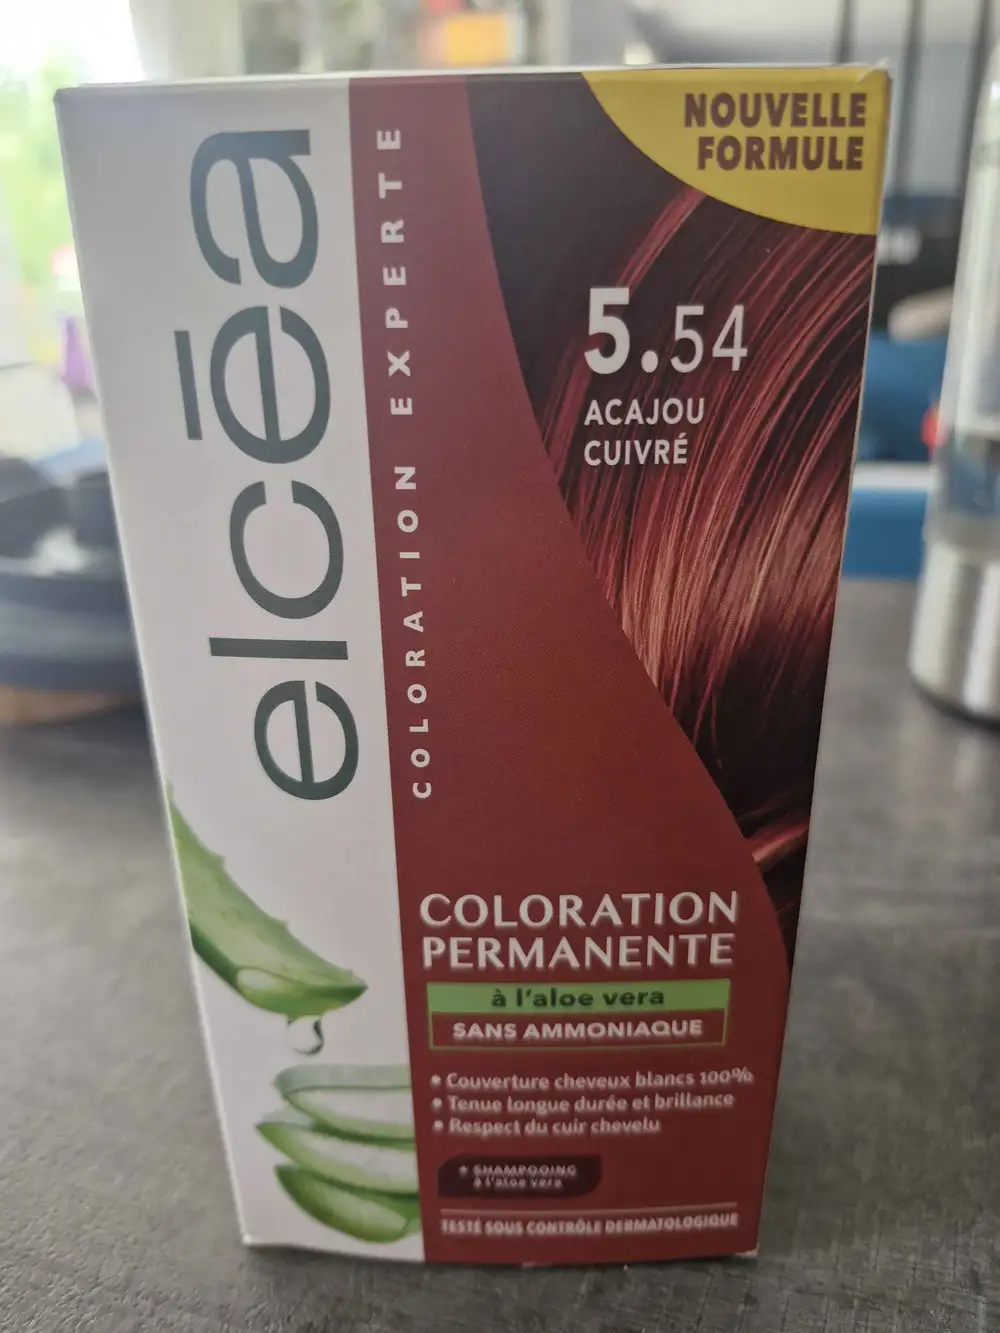 elcēa
COLORATION EXPERTE
NOUVELLE
FORMULE
5.54
ACAJOU
CUIVRÉ
COLORATION
PERMANENTE
à l'aloe vera
SANS AMMONIAQUE
• Couverture cheveux blancs 100%
• Tenue longue durée et brillance
• Respect du cuir chevelu
+ SHAMPOOING
à l'aloe vera
TESTÉ SOUS CONTRÔLE DERMATOLOGIQUE